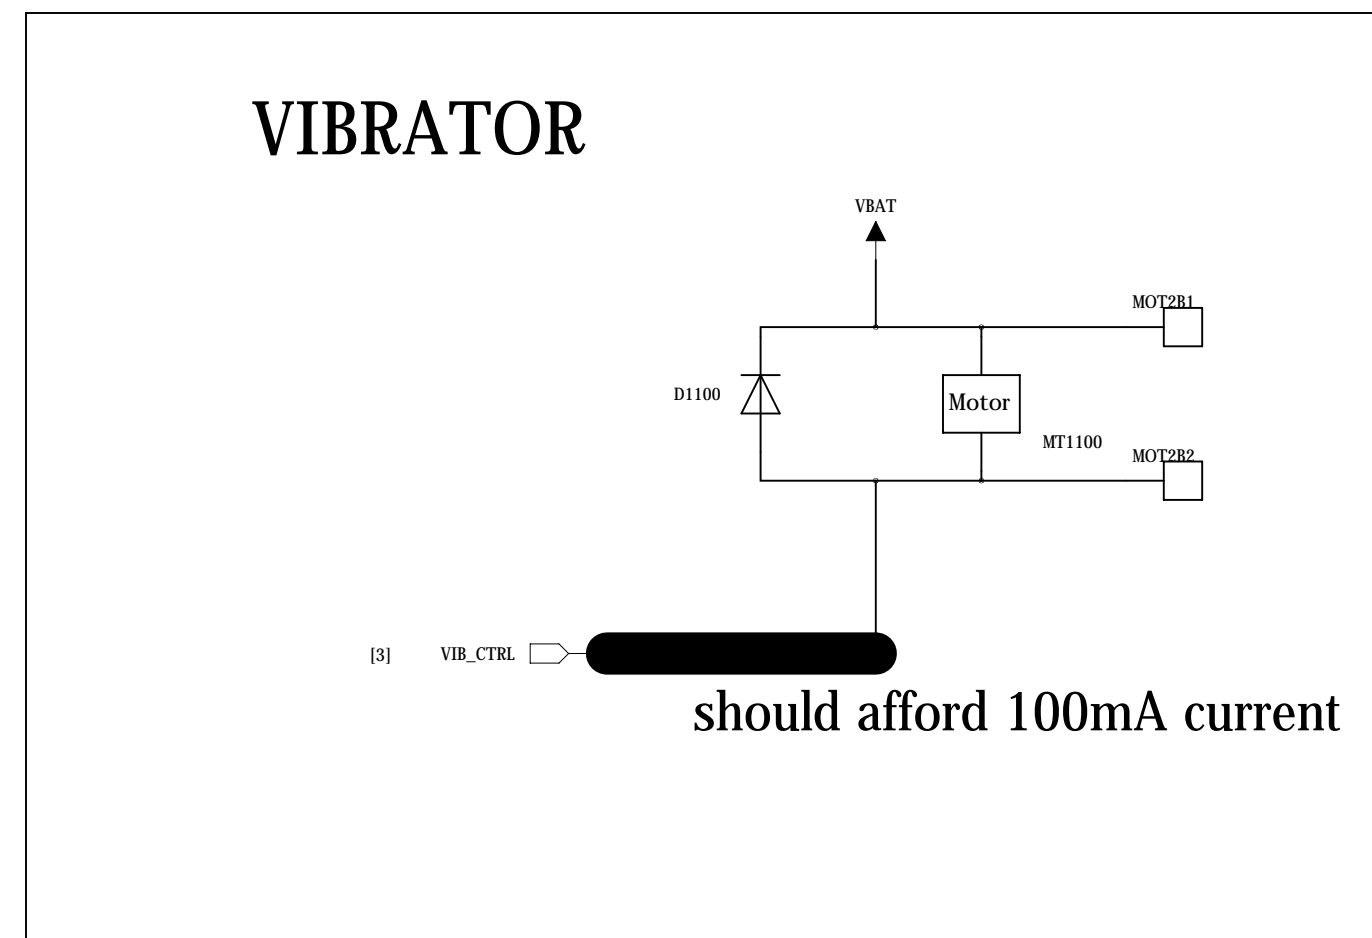 VIBRATOR
VBAT
MOT2B1
D1100
Motor
MT1100
MOT2B2
[3] VIB_CTRL
should afford 100mA current